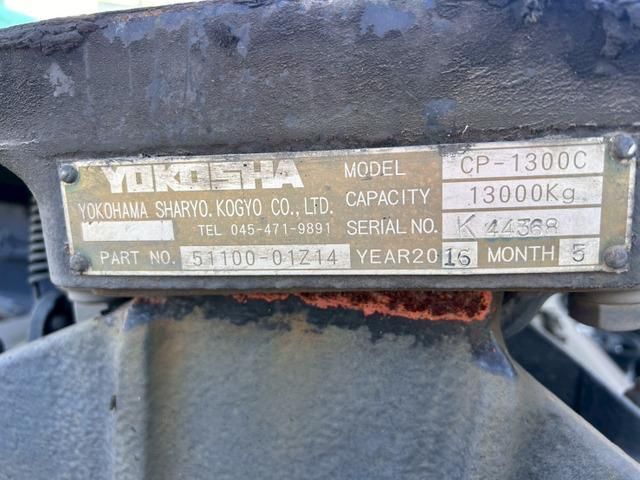 YOKOSHA
YOKOHAMA SHARYO.KOGYO CO.,LTD.
TEL 045-471-9891
PART NO. 51100-01Z14
MODEL CP-1300C
CAPACITY 13000Kg
SERIAL NO. K 44368
YEAR2016 MONTH 5